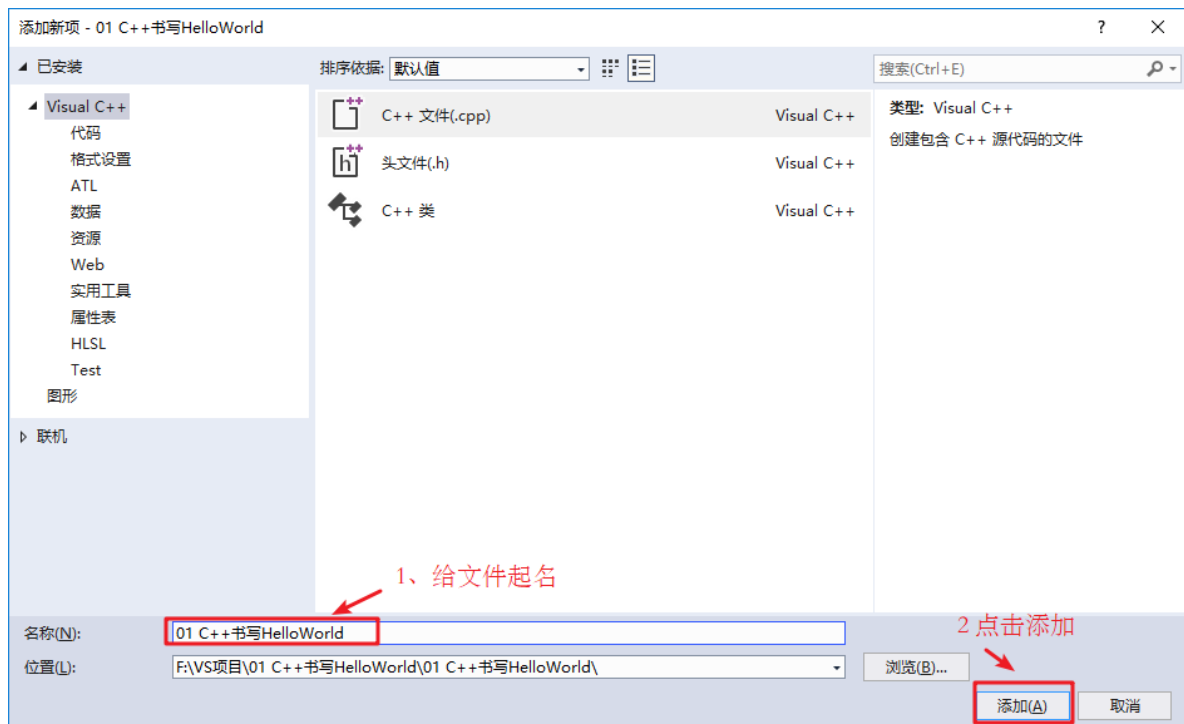 添加新项 - 01 C++书写HelloWorld
?
已安装
排序依据: 默认值
搜索(Ctrl+E)
Visual C++
代码
格式设置
ATL
数据
资源
Web
实用工具
属性表
HLSL
Test
图形
联机
C++ 文件(.cpp) Visual C++
头文件(.h) Visual C++
C++ 类 Visual C++
类型: Visual C++
创建包含 C++ 源代码的文件
1、给文件起名
名称(N): 01 C++书写HelloWorld
2 点击添加
位置(L): F:\VS项目\01 C++书写HelloWorld\01 C++书写HelloWorld\
浏览(B)...
添加(A) 取消